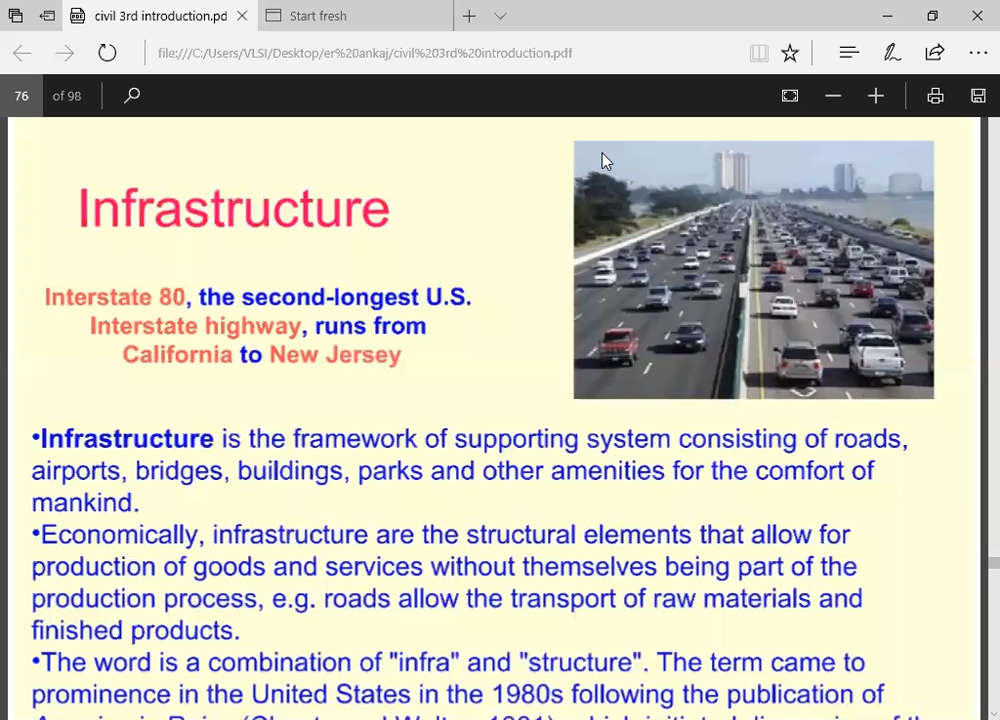 civil 3rd introduction.pd
Start fresh
file:///C:/Users/VLSI/Desktop/er%20ankaj/civil%203rd%20introduction.pdf
76 of 98
Infrastructure
Interstate 80, the second-longest U.S.
Interstate highway, runs from
California to New Jersey
•Infrastructure is the framework of supporting system consisting of roads,
airports, bridges, buildings, parks and other amenities for the comfort of
mankind.
•Economically, infrastructure are the structural elements that allow for
production of goods and services without themselves being part of the
production process, e.g. roads allow the transport of raw materials and
finished products.
•The word is a combination of "infra" and "structure". The term came to
prominence in the United States in the 1980s following the publication of